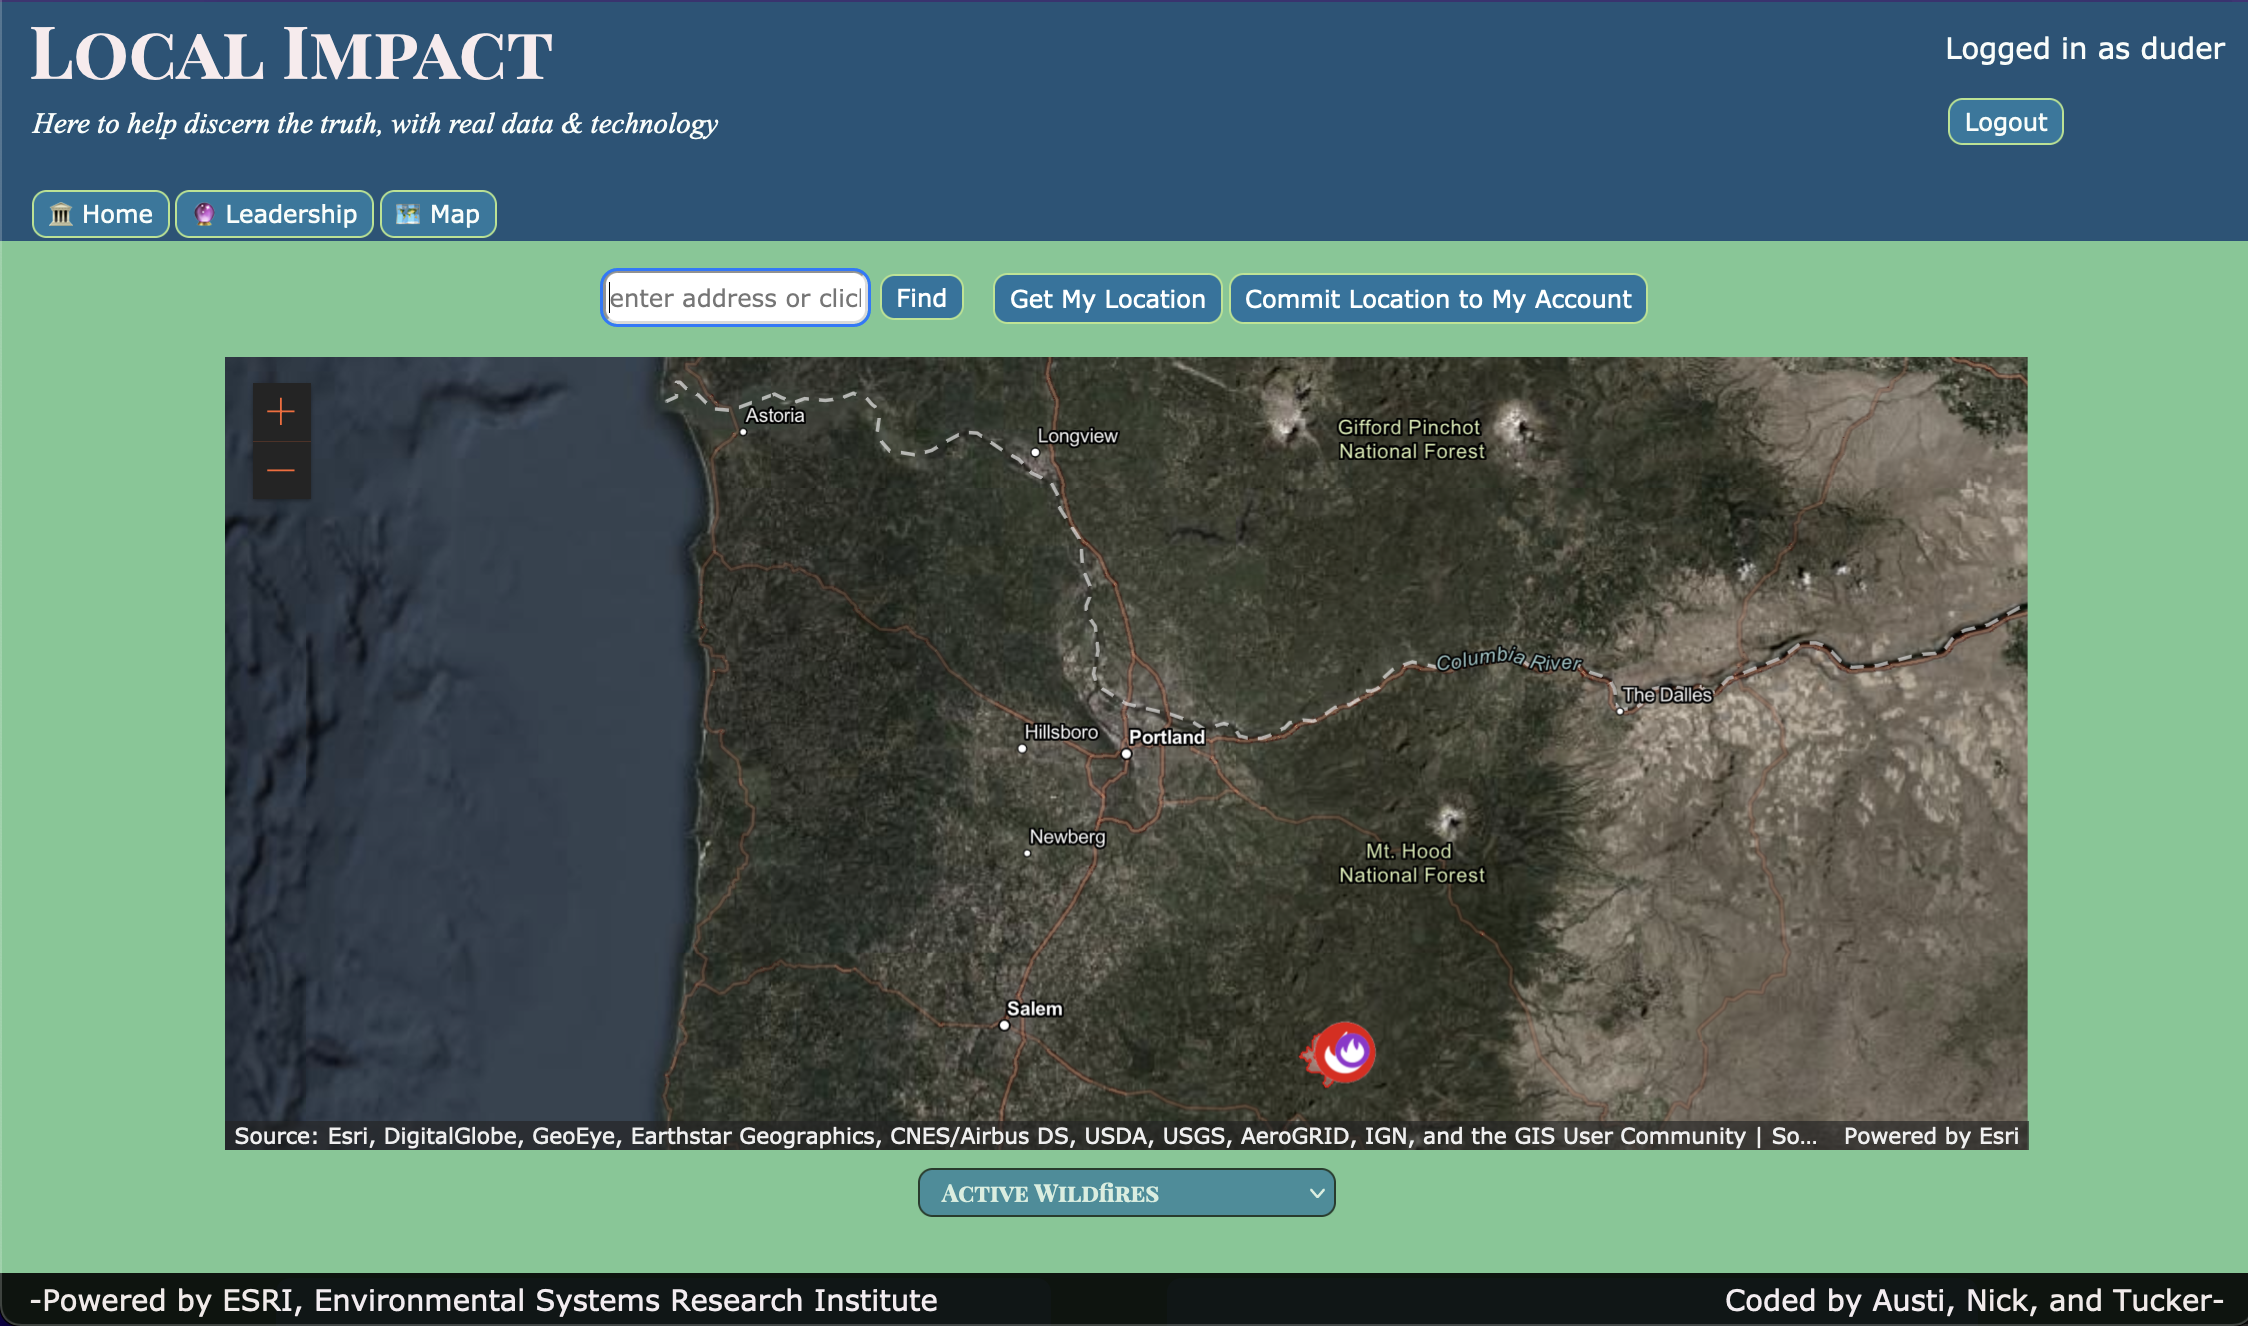 Local Impact
Logged in as duder
Here to help discern the truth, with real data & technology
Logout
Home
Leadership
Map
enter address or clic
Find
Get My Location
Commit Location to My Account
+
−
Astoria
Longview
Gifford Pinchot
National Forest
Columbia River
The Dalles
Hillsboro
Portland
Newberg
Mt. Hood
National Forest
Salem
Source: Esri, DigitalGlobe, GeoEye, Earthstar Geographics, CNES/Airbus DS, USDA, USGS, AeroGRID, IGN, and the GIS User Community | So...
Powered by Esri
Active Wildfires
-Powered by ESRI, Environmental Systems Research Institute
Coded by Austi, Nick, and Tucker-